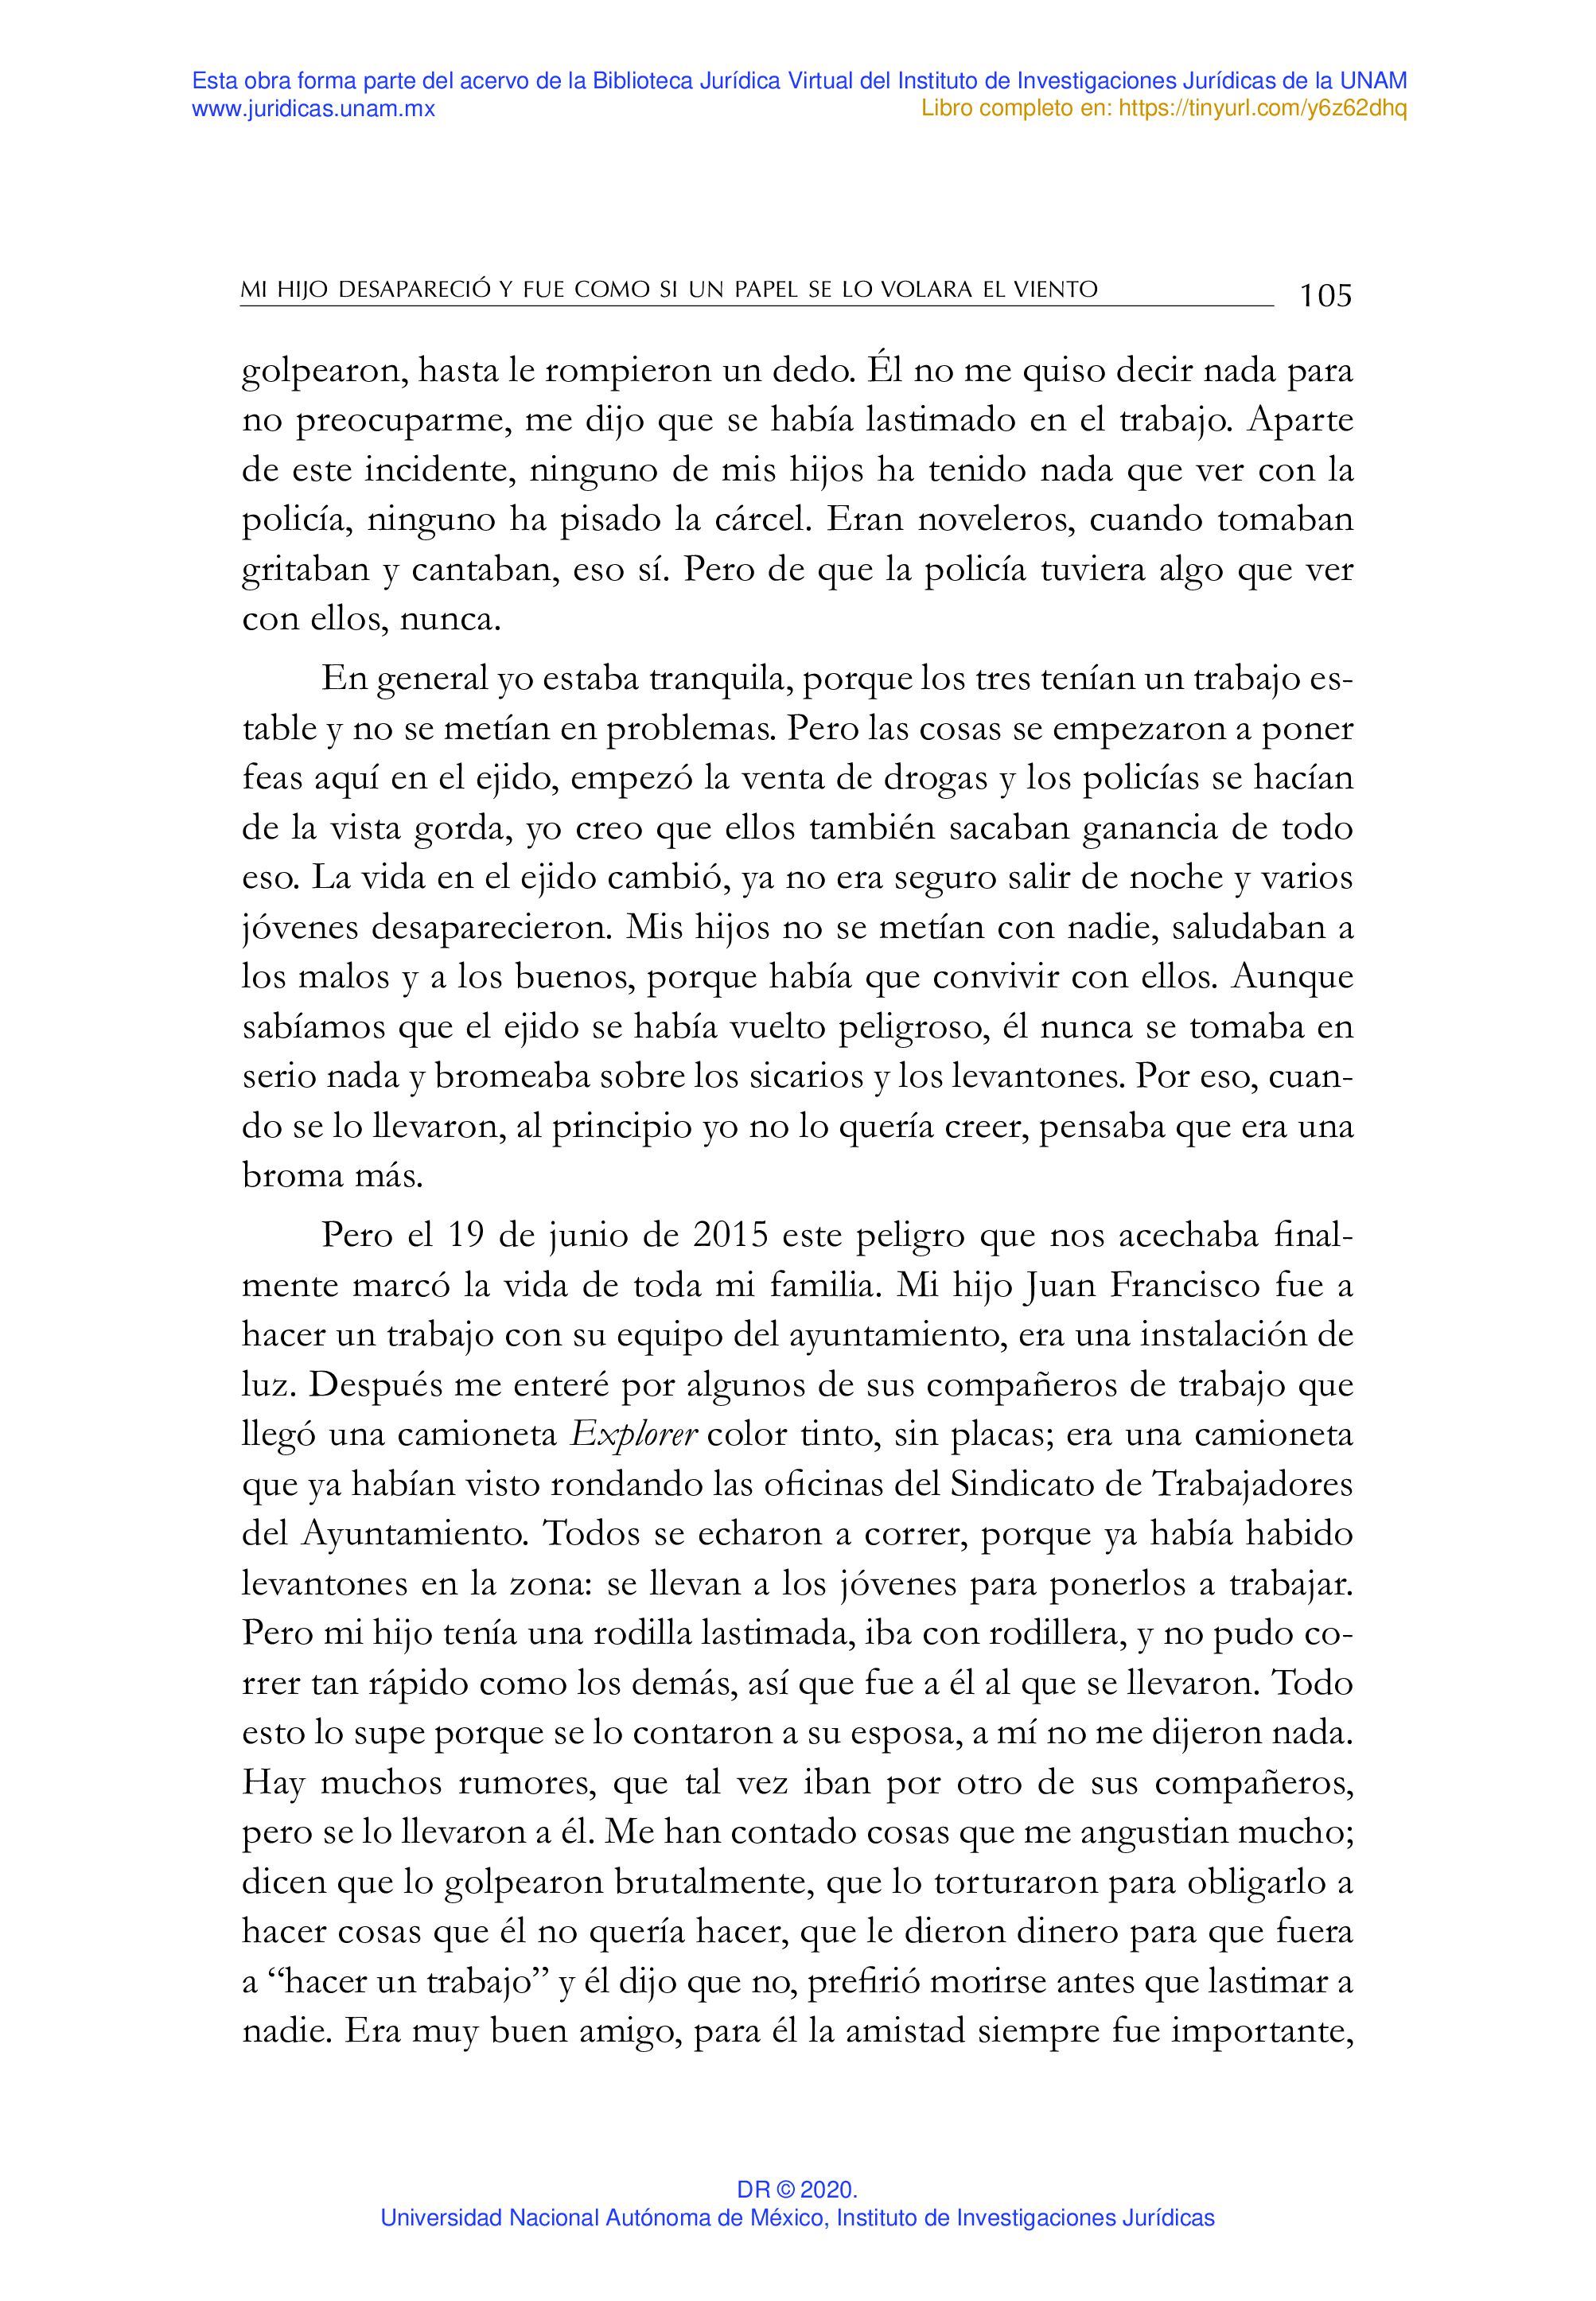 Esta obra forma parte del acervo de la Biblioteca Jurídica Virtual del Instituto de Investigaciones Jurídicas de la UNAM
www.juridicas.unam.mx
Libro completo en: https://tinyurl.com/y6z62dhq
MI HIJO DESAPARECIÓ Y FUE COMO SI UN PAPEL SE LO VOLARA EL VIENTO
105
golpearon, hasta le rompieron un dedo. Él no me quiso decir nada para
no preocuparme, me dijo que se había lastimado en el trabajo. Aparte
de este incidente, ninguno de mis hijos ha tenido nada que ver con la
policía, ninguno ha pisado la cárcel. Eran noveleros, cuando tomaban
gritaban y cantaban, eso sí. Pero de que la policía tuviera algo que ver
con ellos, nunca.
En general yo estaba tranquila, porque los tres tenían un trabajo es-
table y no se metían en problemas. Pero las cosas se empezaron a poner
feas aquí en el ejido, empezó la venta de drogas y los policías se hacían
de la vista gorda, yo creo que ellos también sacaban ganancia de todo
eso. La vida en el ejido cambió, ya no era seguro salir de noche y varios
jóvenes desaparecieron. Mis hijos no se metían con nadie, saludaban a
los malos y a los buenos, porque había que convivir con ellos. Aunque
sabíamos que el ejido se había vuelto peligroso, él nunca se tomaba en
serio nada y bromeaba sobre los sicarios y los levantones. Por eso, cuan-
do se lo llevaron, al principio yo no lo quería creer, pensaba que era una
broma más.
Pero el 19 de junio de 2015 este peligro que nos acechaba final-
mente marcó la vida de toda mi familia. Mi hijo Juan Francisco fue a
hacer un trabajo con su equipo del ayuntamiento, era una instalación de
luz. Después me enteré por algunos de sus compañeros de trabajo que
llegó una camioneta Explorer color tinto, sin placas; era una camioneta
que ya habían visto rondando las oficinas del Sindicato de Trabajadores
del Ayuntamiento. Todos se echaron a correr, porque ya había habido
levantones en la zona: se llevan a los jóvenes para ponerlos a trabajar.
Pero mi hijo tenía una rodilla lastimada, iba con rodillera, y no pudo co-
rrer tan rápido como los demás, así que fue a él al que se llevaron. Todo
esto lo supe porque se lo contaron a su esposa, a mí no me dijeron nada.
Hay muchos rumores, que tal vez iban por otro de sus compañeros,
pero se lo llevaron a él. Me han contado cosas que me angustian mucho;
dicen que lo golpearon brutalmente, que lo torturaron para obligarlo a
hacer cosas que él no quería hacer, que le dieron dinero para que fuera
a “hacer un trabajo” y él dijo que no, prefirió morirse antes que lastimar a
nadie. Era muy buen amigo, para él la amistad siempre fue importante,
DR © 2020.
Universidad Nacional Autónoma de México, Instituto de Investigaciones Jurídicas